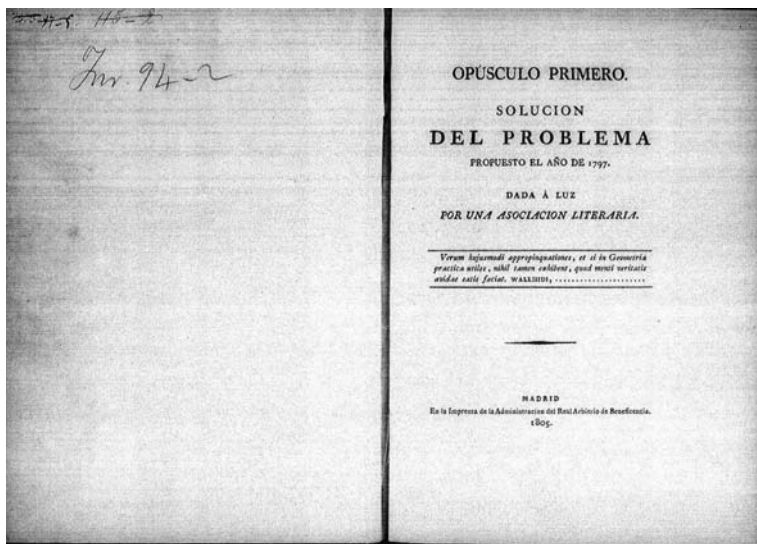 OPÚSCULO PRIMERO.
SOLUCION
DEL PROBLEMA
PROPUESTO EL AÑO DE 1797.
DADA Á LUZ
POR UNA ASOCIACION LITERARIA.
Verum hujusmodi appropinquationes, et si in Geometria
practica utiles, nihil tamen exhibent, quod menti veritatis
avidae satis faciat. WALLISIUS, ......................
MADRID
En la Imprenta de la Administracion del Real Arbitrio de Beneficencia.
1805.